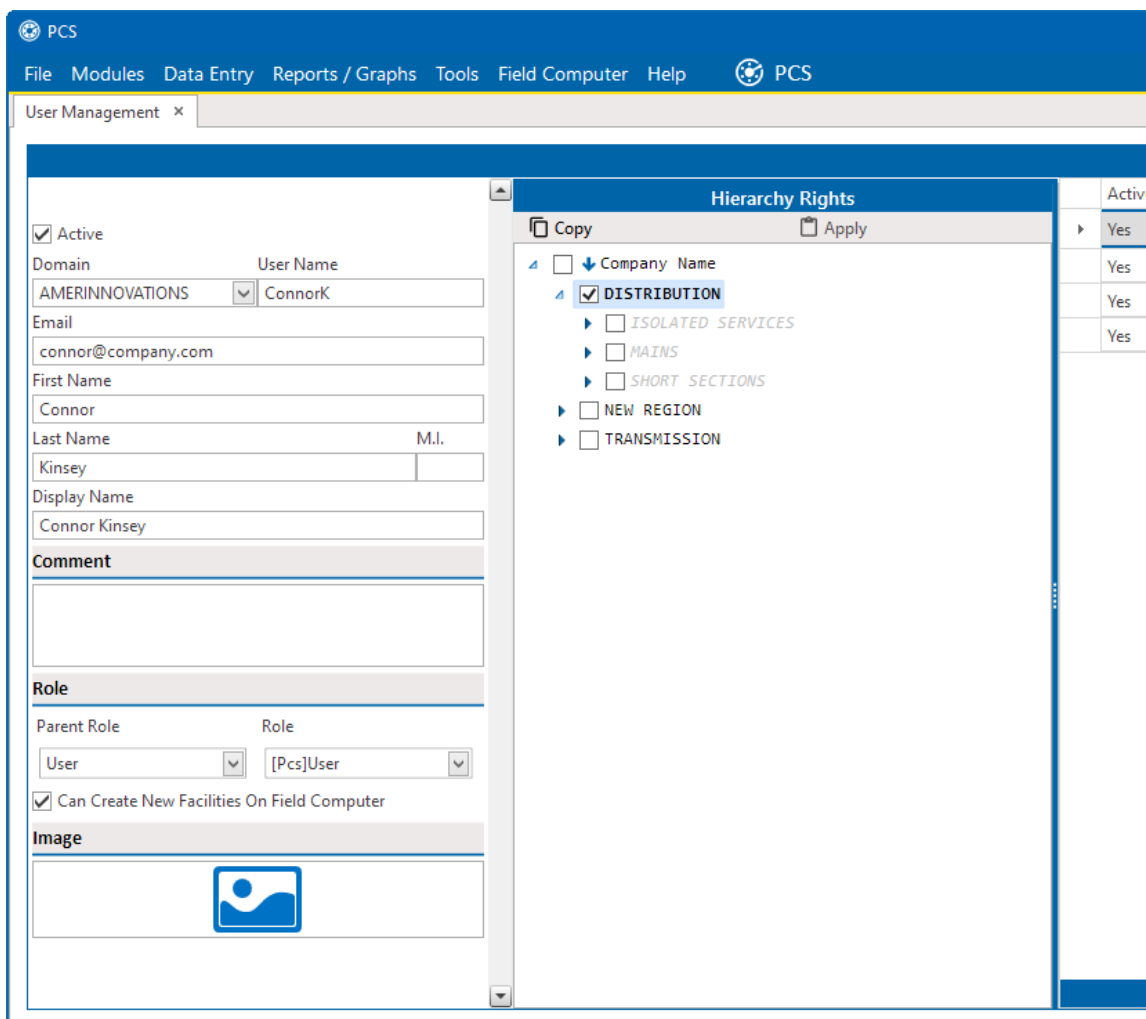 PCS
File Modules Data Entry Reports / Graphs Tools Field Computer Help PCS
User Management ×
Active
Domain User Name
AMERINNOVATIONS ConnorK
Email
connor@company.com
First Name
Connor
Last Name M.I.
Kinsey
Display Name
Connor Kinsey
Comment
Role
Parent Role Role
User [Pcs]User
Can Create New Facilities On Field Computer
Image
Hierarchy Rights
Copy Apply
Company Name
DISTRIBUTION
ISOLATED SERVICES
MAINS
SHORT SECTIONS
NEW REGION
TRANSMISSION
Activ
Yes
Yes
Yes
Yes